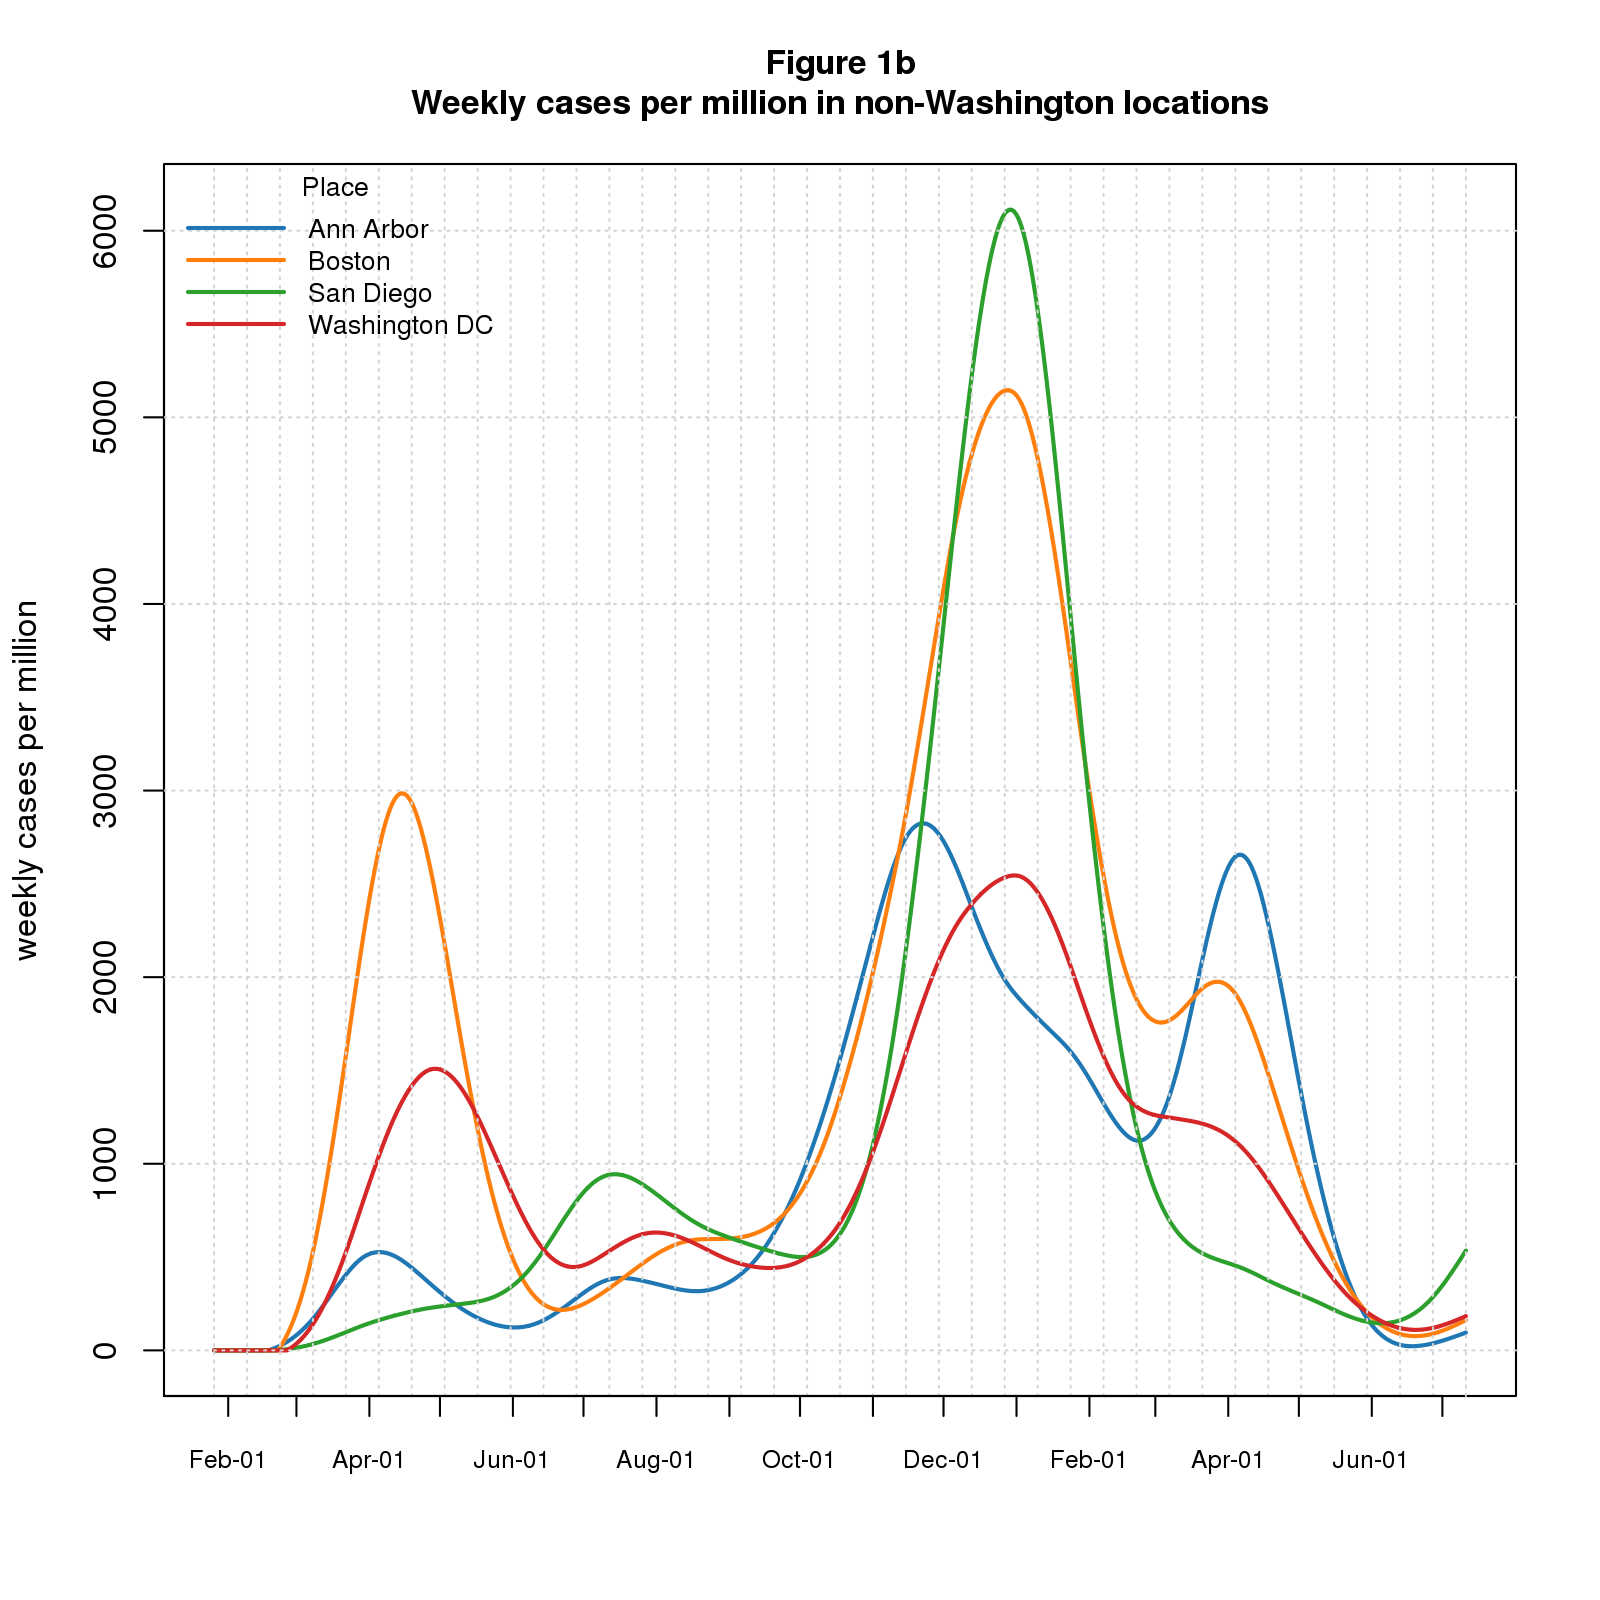 Figure 1b
Weekly cases per million in non-Washington locations
Place
Ann Arbor
Boston
San Diego
Washington DC
weekly cases per million
6000
5000
4000
3000
2000
1000
0
Feb-01 Apr-01 Jun-01 Aug-01 Oct-01 Dec-01 Feb-01 Apr-01 Jun-01